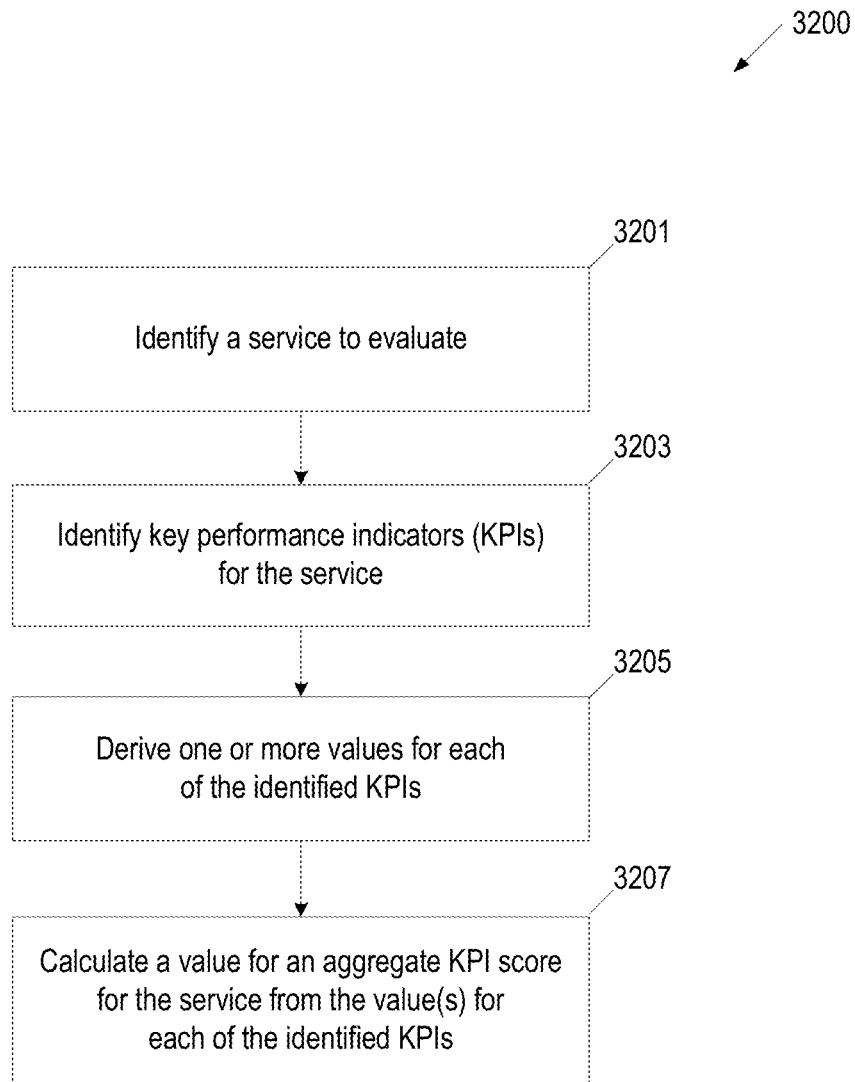 3200
3201
Identify a service to evaluate
3203
Identify key performance indicators (KPIs)
for the service
3205
Derive one or more values for each
of the identified KPIs
3207
Calculate a value for an aggregate KPI score
for the service from the value(s) for
each of the identified KPIs